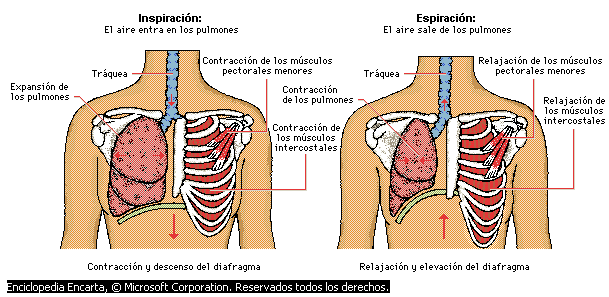 Inspiración:
El aire entra en los pulmones
Tráquea
Contracción de los músculos
pectorales menores
Expansión de
los pulmones
Contracción
de los músculos
intercostales
Contracción y descenso del diafragma
Espiración:
El aire sale de los pulmones
Tráquea
Relajación de los músculos
pectorales menores
Contracción
de los pulmones
Relajación de
los músculos
intercostales
Relajación y elevación del diafragma
Enciclopedia Encarta, © Microsoft Corporation. Reservados todos los derechos.